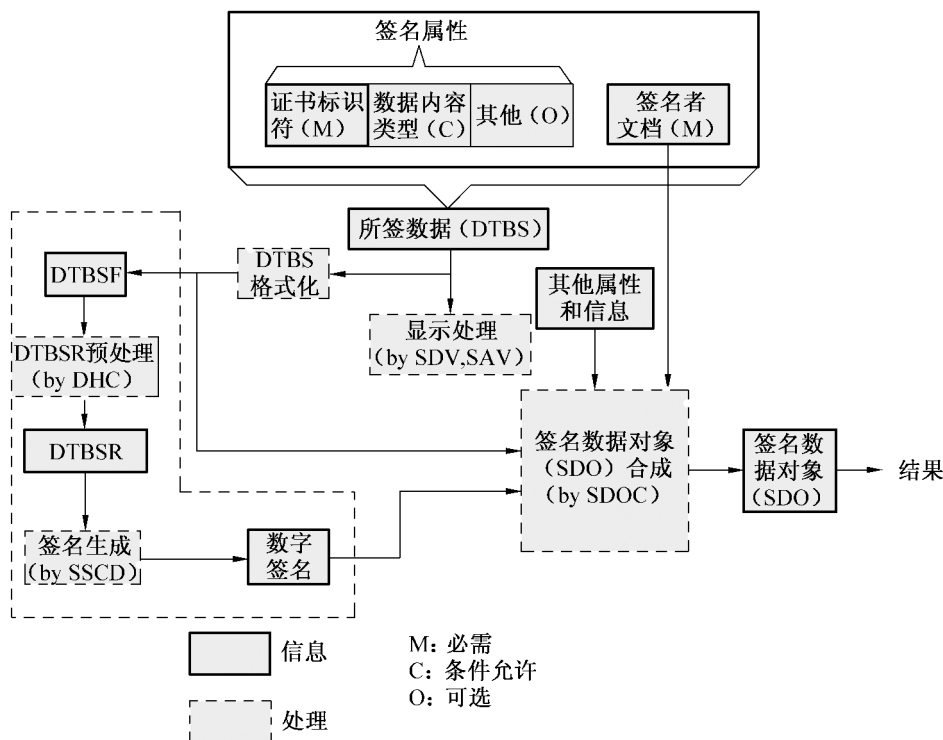 签名属性
证书标识
符(M)
数据内容
类型(C)
其他(O)
签名者
文档(M)
所签数据(DTBS)
DTBSF
DTBS
格式化
其他属性
和信息
显示处理
(by SDV,SAV)
DTBSR预处理
(by DHC)
DTBSR
签名数据对象
(SDO)合成
(by SDOC)
签名数
据对象
(SDO)
结果
签名生成
(by SSCD)
数字
签名
信息
处理
M: 必需
C: 条件允许
O: 可选